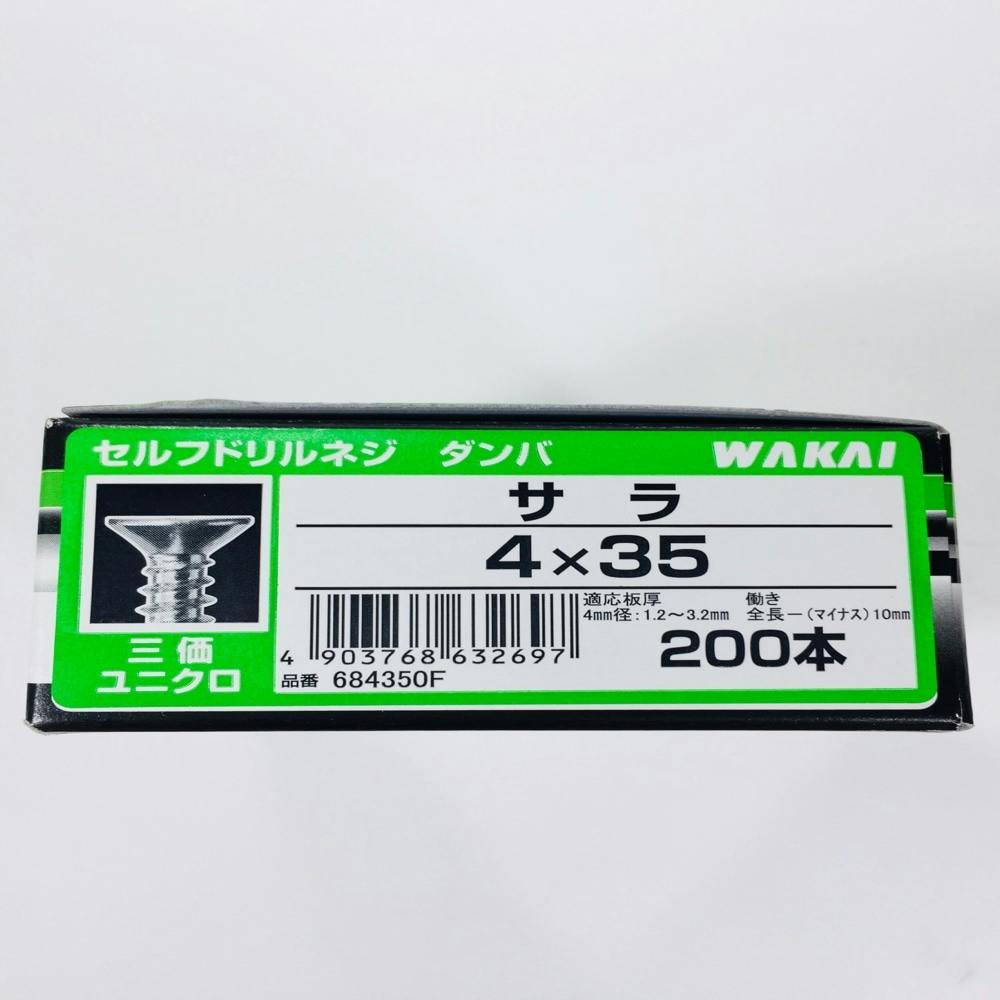 セルフドリルネジ ダンバ WAKAI
サラ
4×35
適応板厚 働き
4mm径:1.2〜3.2mm 全長ー(マイナス)10mm
200本
4 903768 632697
品番 684350F
三価
ユニクロ